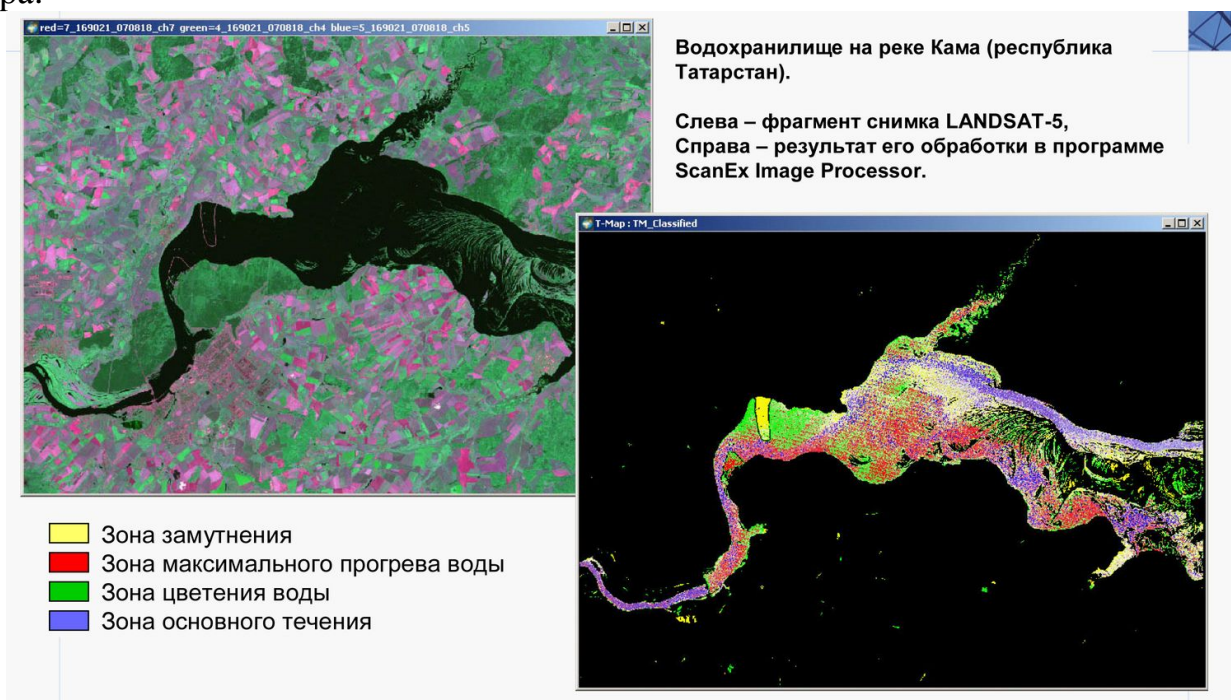 ра.
red=7_169021_070818_ch7 green=4_169021_070818_ch4 blue=5_169021_070818_ch5
Водохранилище на реке Кама (республика
Татарстан).
Слева – фрагмент снимка LANDSAT-5,
Справа – результат его обработки в программе
ScanEx Image Processor.
T-Map : TM_Classified
Зона замутнения
Зона максимального прогрева воды
Зона цветения воды
Зона основного течения